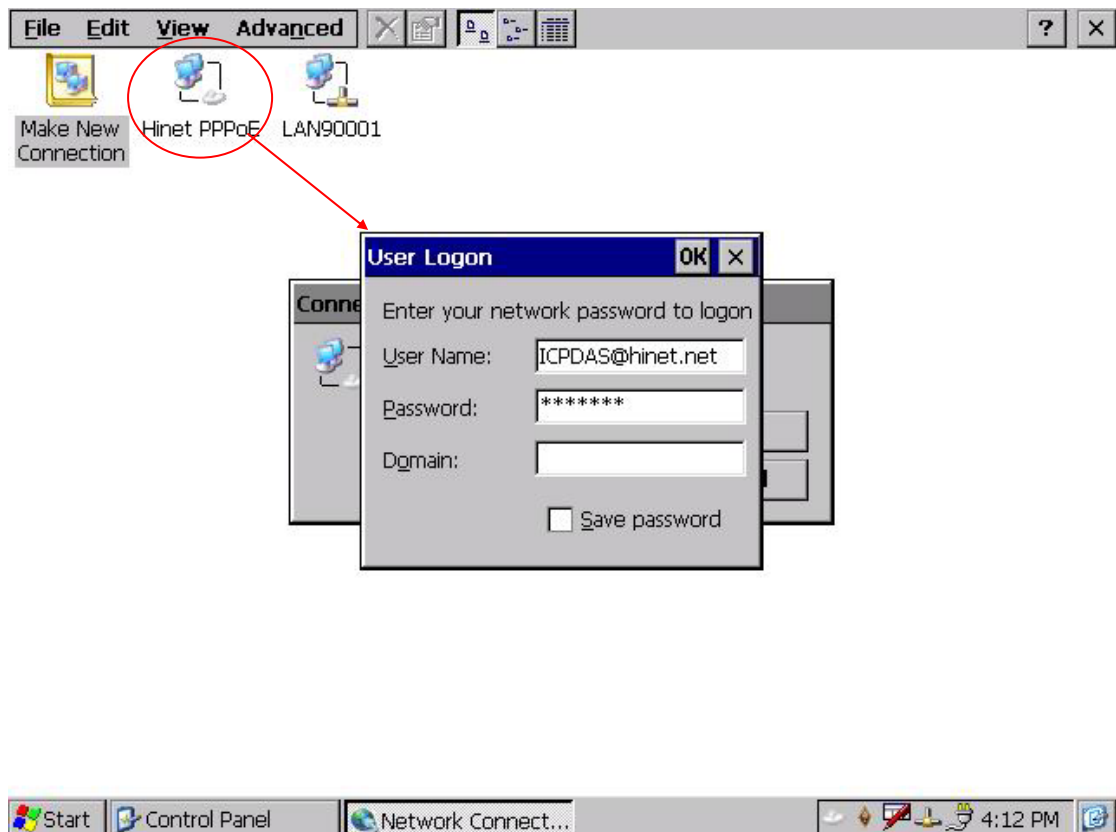 File Edit View Advanced
? ×
Make New
Connection
Hinet PPPoE
LAN90001
Conne
User Logon OK ×
Enter your network password to logon
User Name: ICPDAS@hinet.net
Password: *******
Domain:
Save password
Start Control Panel Network Connect... 4:12 PM